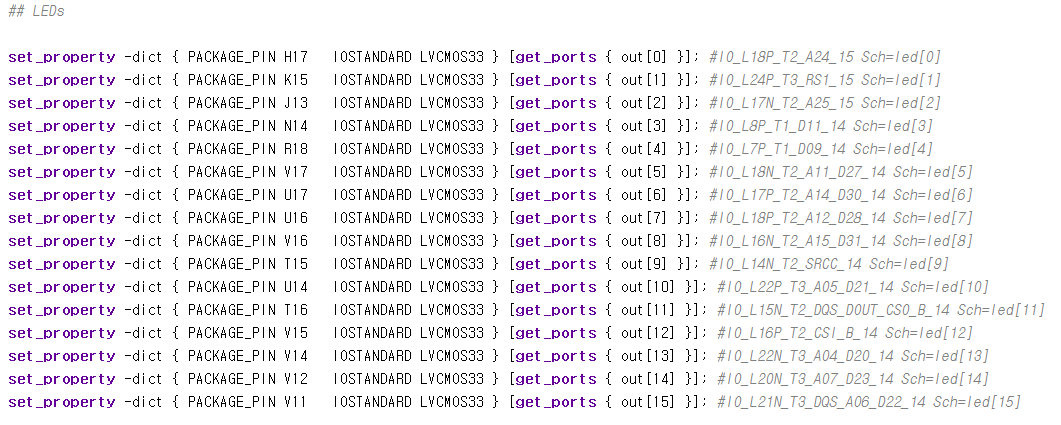 ## LEDs
set_property -dict { PACKAGE_PIN H17 IOSTANDARD LVCMOS33 } [get_ports { out[0] }]; #IO_L18P_T2_A24_15 Sch=led[0]
set_property -dict { PACKAGE_PIN K15 IOSTANDARD LVCMOS33 } [get_ports { out[1] }]; #IO_L24P_T3_RS1_15 Sch=led[1]
set_property -dict { PACKAGE_PIN J13 IOSTANDARD LVCMOS33 } [get_ports { out[2] }]; #IO_L17N_T2_A25_15 Sch=led[2]
set_property -dict { PACKAGE_PIN N14 IOSTANDARD LVCMOS33 } [get_ports { out[3] }]; #IO_L8P_T1_D11_14 Sch=led[3]
set_property -dict { PACKAGE_PIN R18 IOSTANDARD LVCMOS33 } [get_ports { out[4] }]; #IO_L7P_T1_D09_14 Sch=led[4]
set_property -dict { PACKAGE_PIN V17 IOSTANDARD LVCMOS33 } [get_ports { out[5] }]; #IO_L18N_T2_A11_D27_14 Sch=led[5]
set_property -dict { PACKAGE_PIN U17 IOSTANDARD LVCMOS33 } [get_ports { out[6] }]; #IO_L17P_T2_A14_D30_14 Sch=led[6]
set_property -dict { PACKAGE_PIN U16 IOSTANDARD LVCMOS33 } [get_ports { out[7] }]; #IO_L18P_T2_A12_D28_14 Sch=led[7]
set_property -dict { PACKAGE_PIN V16 IOSTANDARD LVCMOS33 } [get_ports { out[8] }]; #IO_L16N_T2_A15_D31_14 Sch=led[8]
set_property -dict { PACKAGE_PIN T15 IOSTANDARD LVCMOS33 } [get_ports { out[9] }]; #IO_L14N_T2_SRCC_14 Sch=led[9]
set_property -dict { PACKAGE_PIN U14 IOSTANDARD LVCMOS33 } [get_ports { out[10] }]; #IO_L22P_T3_A05_D21_14 Sch=led[10]
set_property -dict { PACKAGE_PIN T16 IOSTANDARD LVCMOS33 } [get_ports { out[11] }]; #IO_L15N_T2_DQS_DOUT_CSO_B_14 Sch=led[11]
set_property -dict { PACKAGE_PIN V15 IOSTANDARD LVCMOS33 } [get_ports { out[12] }]; #IO_L16P_T2_CSI_B_14 Sch=led[12]
set_property -dict { PACKAGE_PIN V14 IOSTANDARD LVCMOS33 } [get_ports { out[13] }]; #IO_L22N_T3_A04_D20_14 Sch=led[13]
set_property -dict { PACKAGE_PIN V12 IOSTANDARD LVCMOS33 } [get_ports { out[14] }]; #IO_L20N_T3_A07_D23_14 Sch=led[14]
set_property -dict { PACKAGE_PIN V11 IOSTANDARD LVCMOS33 } [get_ports { out[15] }]; #IO_L21N_T3_DQS_A06_D22_14 Sch=led[15]